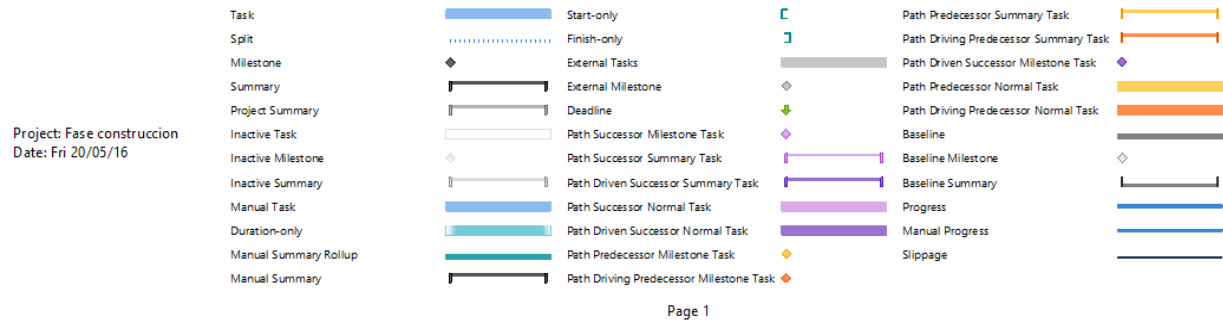 Project: Fase construccion
Date: Fri 20/05/16
Task
Split
Milestone
Summary
Project Summary
Inactive Task
Inactive Milestone
Inactive Summary
Manual Task
Duration-only
Manual Summary Rollup
Manual Summary
Start-only
Finish-only
External Tasks
External Milestone
Deadline
Path Successor Milestone Task
Path Successor Summary Task
Path Driven Successor Summary Task
Path Successor Normal Task
Path Driven Successor Normal Task
Path Predecessor Milestone Task
Path Driving Predecessor Milestone Task
Path Predecessor Summary Task
Path Driving Predecessor Summary Task
Path Driven Successor Milestone Task
Path Predecessor Normal Task
Path Driving Predecessor Normal Task
Baseline
Baseline Milestone
Baseline Summary
Progress
Manual Progress
Slippage
Page 1